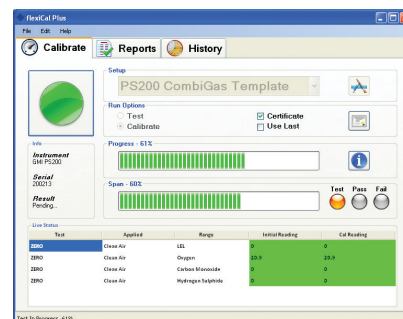 flexiCal Plus
File Edit Help
Calibrate Reports History
Setup
PS200 CombiGas Template
Run Options
Test
Calibrate
Certificate
Use Last
Info
Instrument
GMI PS200
Serial
200213
Result
Pending...
Progress - 61%
Span - 60%
Test Pass Fail
Live Status
Test Applied Range Initial Reading Cal Reading
ZERO Clean Air LEL 0 0
ZERO Clean Air Oxygen 20.9 20.9
ZERO Clean Air Carbon Monoxide 0 0
ZERO Clean Air Hydrogen Sulphide 0 0
Test In Progress 61%